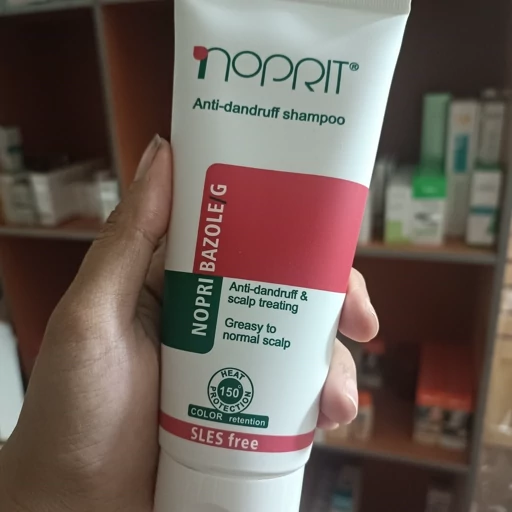 NOPRIT®
Anti-dandruff shampoo
NOPRI BAZOLE/G
Anti-dandruff &
scalp treating
Greasy to
normal scalp
HEAT
150°
PROTECTION
COLOR retention
SLES free